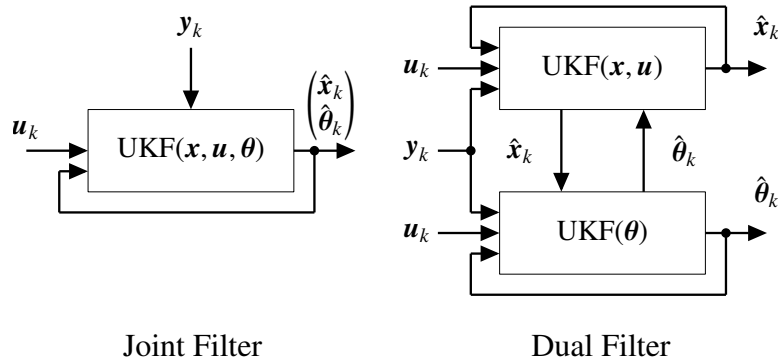 y_k
u_k
UKF(x, u, θ)
(x̂_k
θ̂_k)
Joint Filter
x̂_k
u_k
UKF(x, u)
y_k
x̂_k
θ̂_k
θ̂_k
u_k
UKF(θ)
Dual Filter